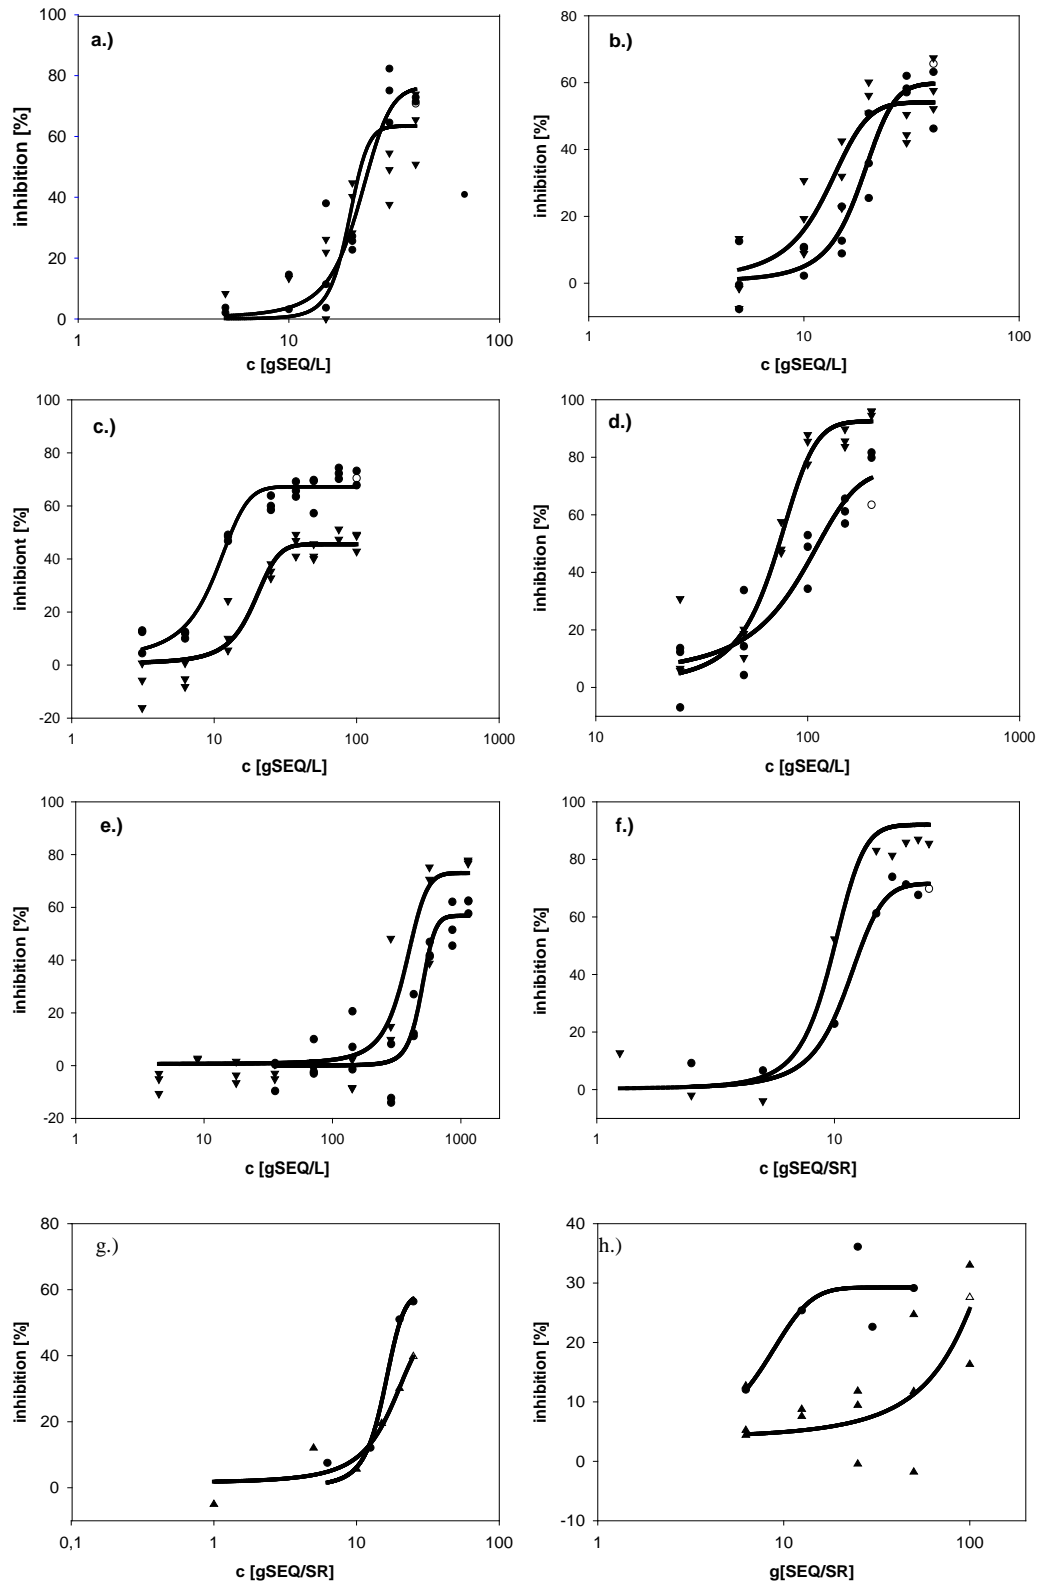 a.)
100
80
60
40
20
0
inhibition [%]
1 10 100
c [gSEQ/L]
b.)
80
60
40
20
0
inhibition [%]
1 10 100
c [gSEQ/L]
c.)
100
80
60
40
20
0
-20
inhibiont [%]
1 10 100 1000
c [gSEQ/L]
d.)
100
80
60
40
20
0
inhibition [%]
10 100 1000
c [gSEQ/L]
e.)
100
80
60
40
20
0
-20
inhibition [%]
1 10 100 1000
c [gSEQ/L]
f.)
100
80
60
40
20
0
inhibition [%]
1 10
c [gSEQ/SR]
g.)
80
60
40
20
0
inhibition [%]
0,1 1 10 100
c [gSEQ/SR]
h.)
40
30
20
10
0
-10
inhibition [%]
1 10 100
g[SEQ/SR]